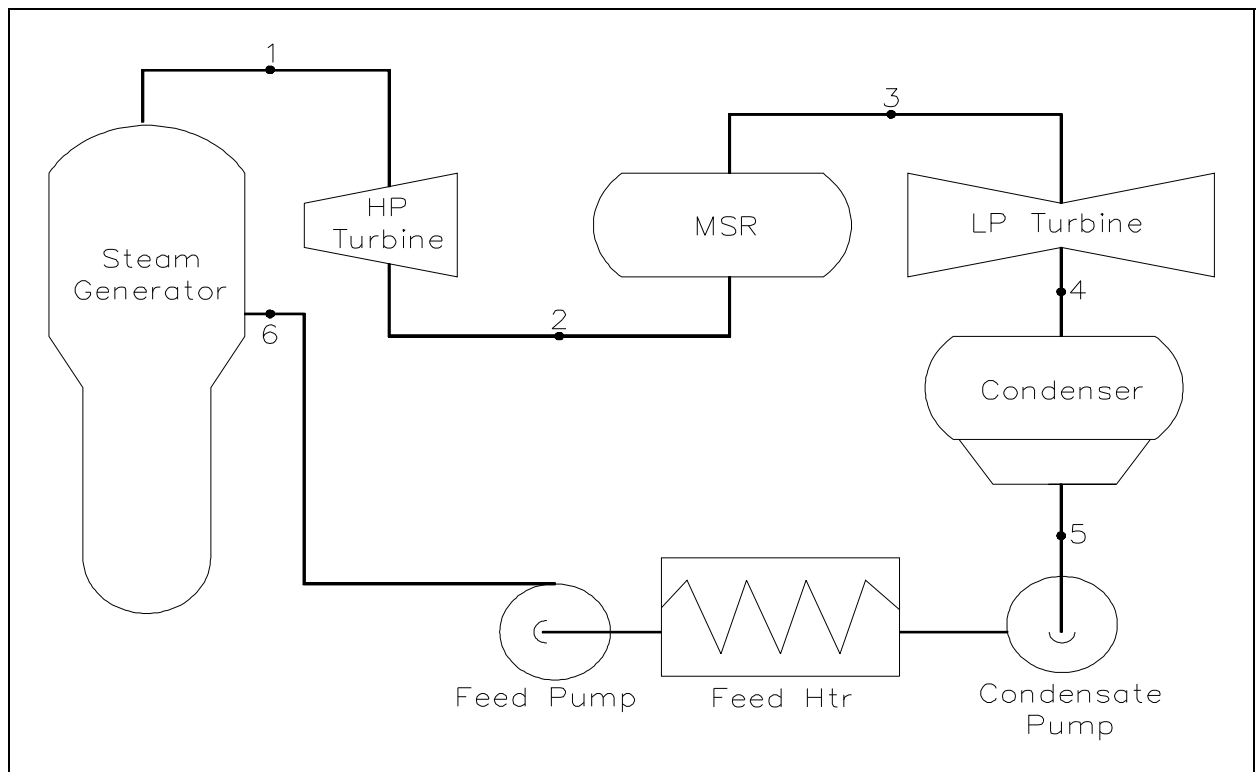 1
3
HP
Turbine
MSR
LP Turbine
Steam
Generator
4
2
6
Condenser
5
Feed Pump
Feed Htr
Condensate
Pump